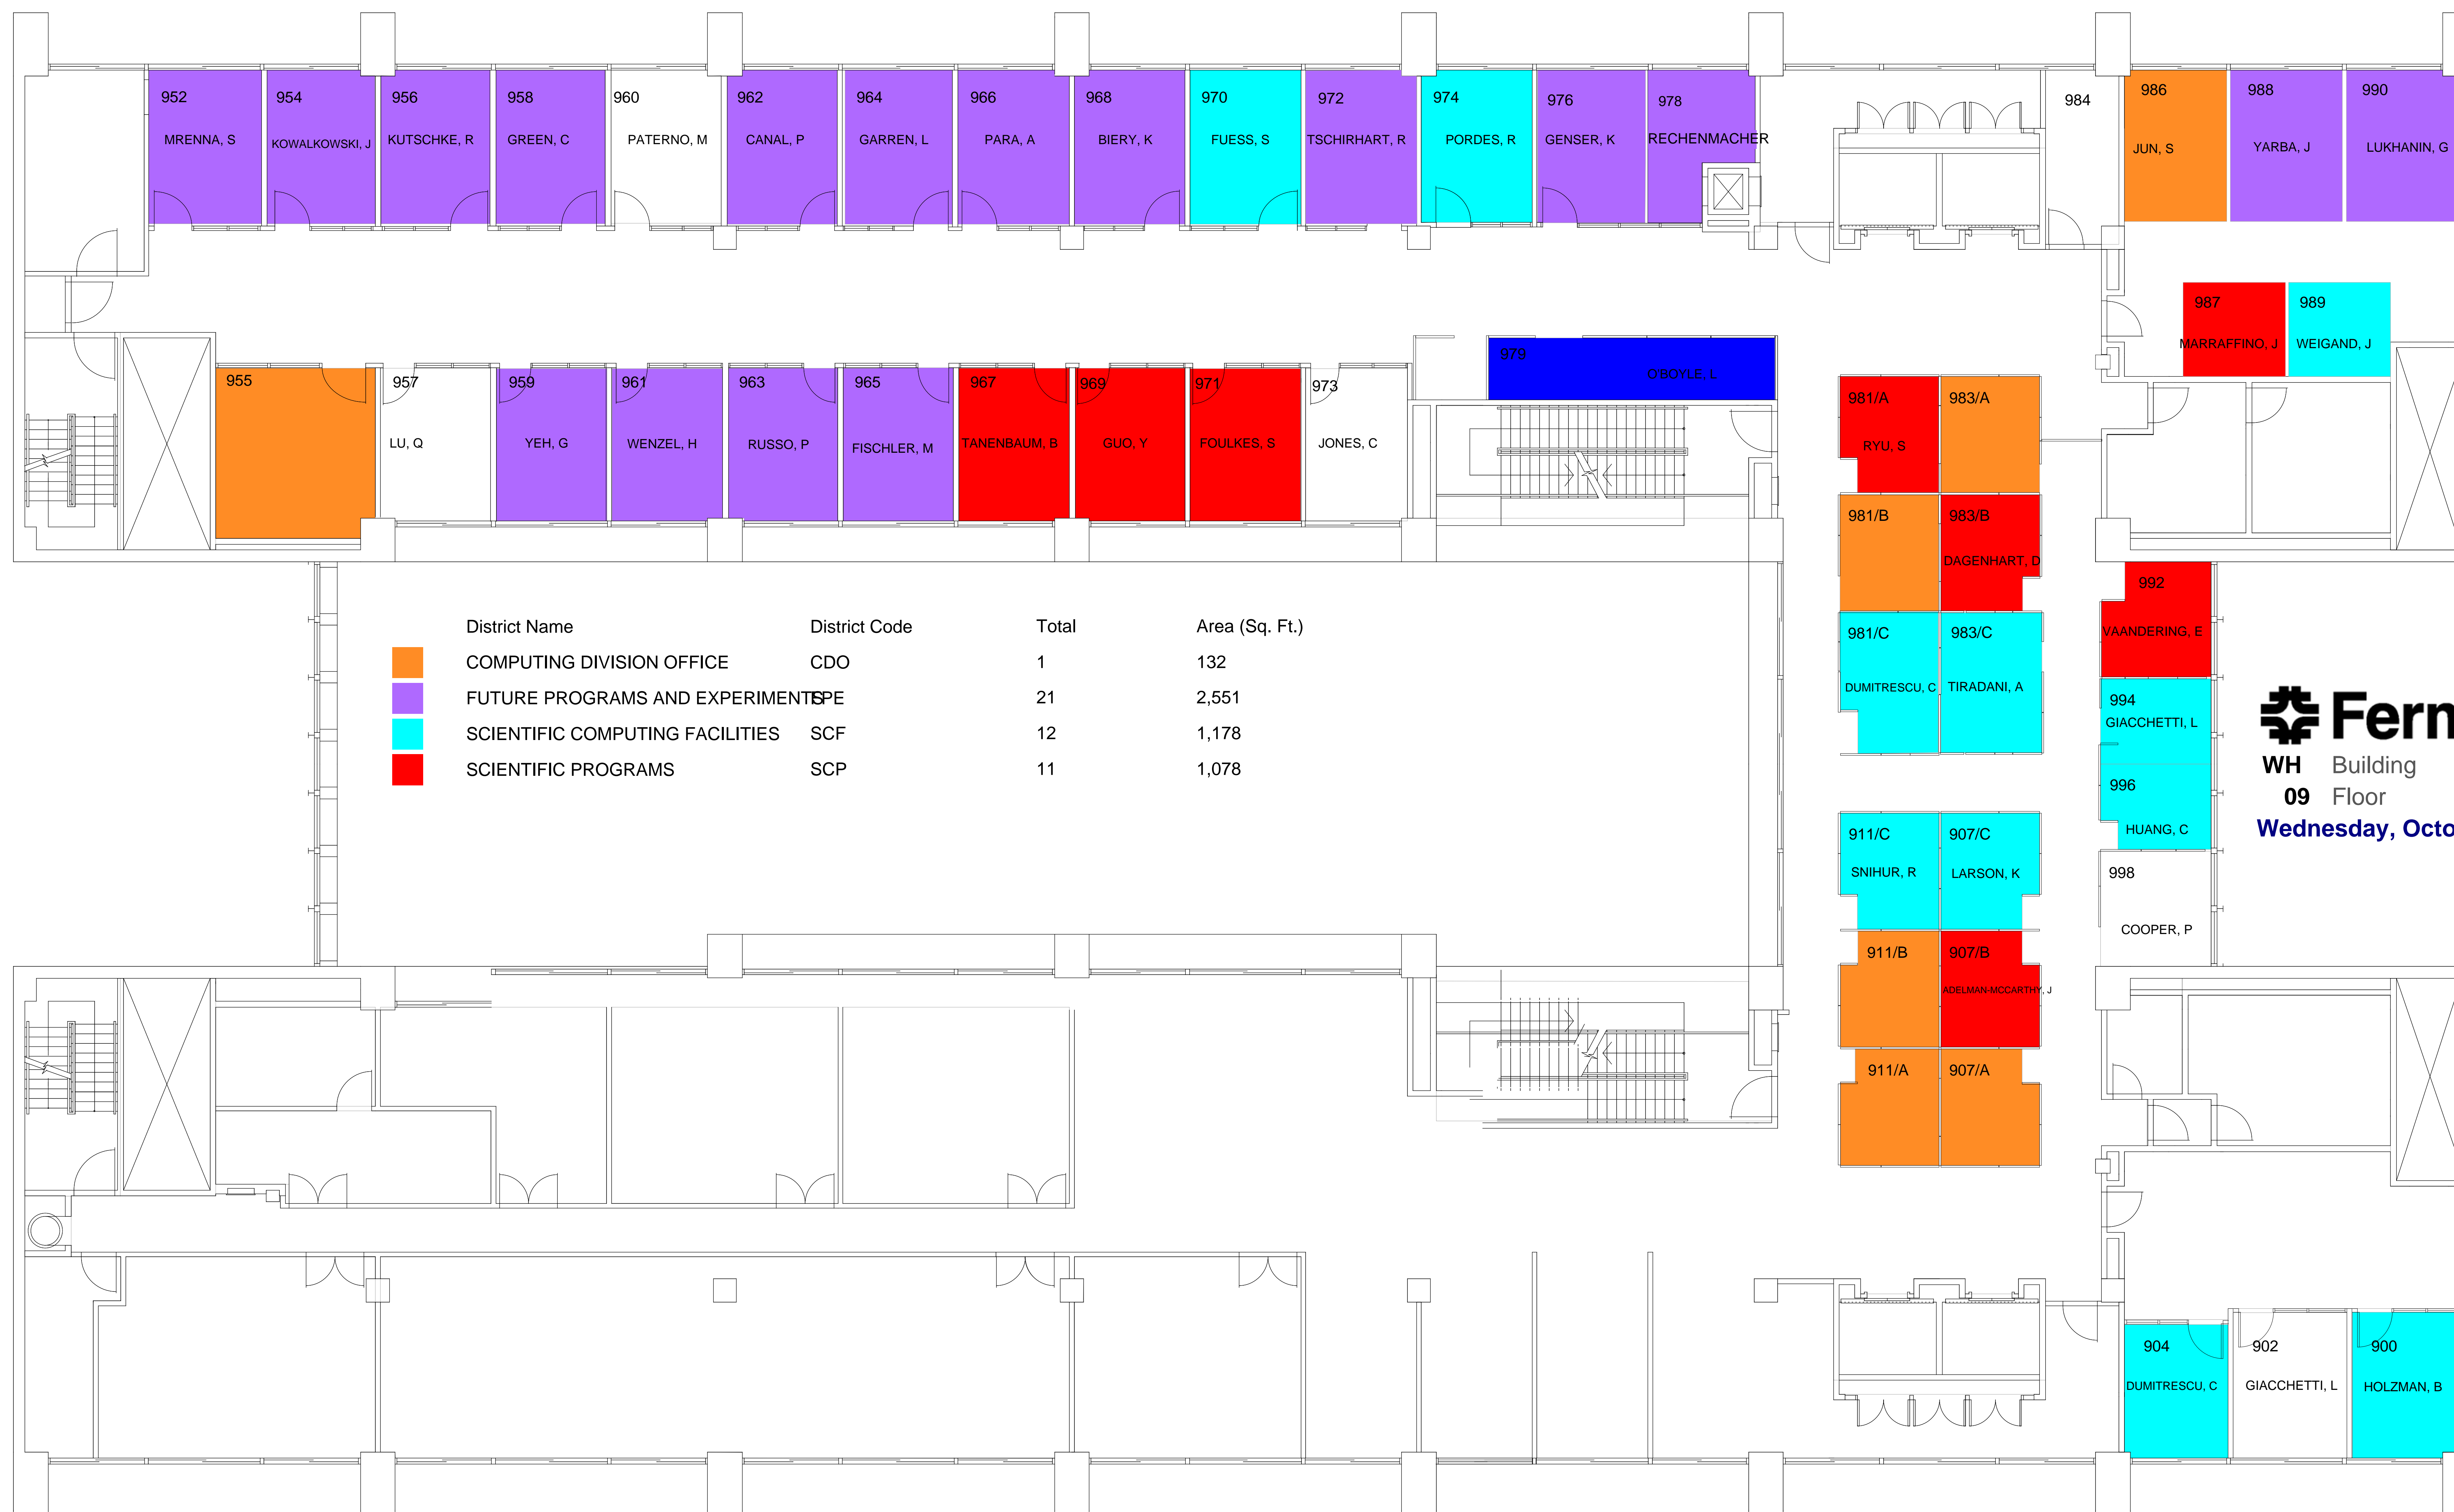 952
MRENNA, S
954
KOWALKOWSKI, J
956
KUTSCHKE, R
958
GREEN, C
960
PATERNO, M
962
CANAL, P
964
GARREN, L
966
PARA, A
968
BIERY, K
970
FUESS, S
972
TSCHIRHART, R
974
PORDES, R
976
GENSER, K
978
RECHENMACHER
984
986
JUN, S
988
YARBA, J
990
LUKHANIN, G
987
MARRAFFINO, J
989
WEIGAND, J
955
957
LU, Q
959
YEH, G
961
WENZEL, H
963
RUSSO, P
965
FISCHLER, M
967
TANENBAUM, B
969
GUO, Y
971
FOULKES, S
973
JONES, C
979
O'BOYLE, L
981/A
RYU, S
983/A
981/B
983/B
DAGENHART, D
981/C
DUMITRESCU, C
983/C
TIRADANI, A
992
VAANDERING, E
994
GIACCHETTI, L
996
HUANG, C
998
COOPER, P
District Name District Code Total Area (Sq. Ft.)
COMPUTING DIVISION OFFICE CDO 1 132
FUTURE PROGRAMS AND EXPERIMENTS FPE 21 2,551
SCIENTIFIC COMPUTING FACILITIES SCF 12 1,178
SCIENTIFIC PROGRAMS SCP 11 1,078
Ferm
WH Building
09 Floor
Wednesday, Octo
911/C
SNIHUR, R
907/C
LARSON, K
911/B
907/B
ADELMAN-MCCARTHY, J
911/A
907/A
904
DUMITRESCU, C
902
GIACCHETTI, L
900
HOLZMAN, B